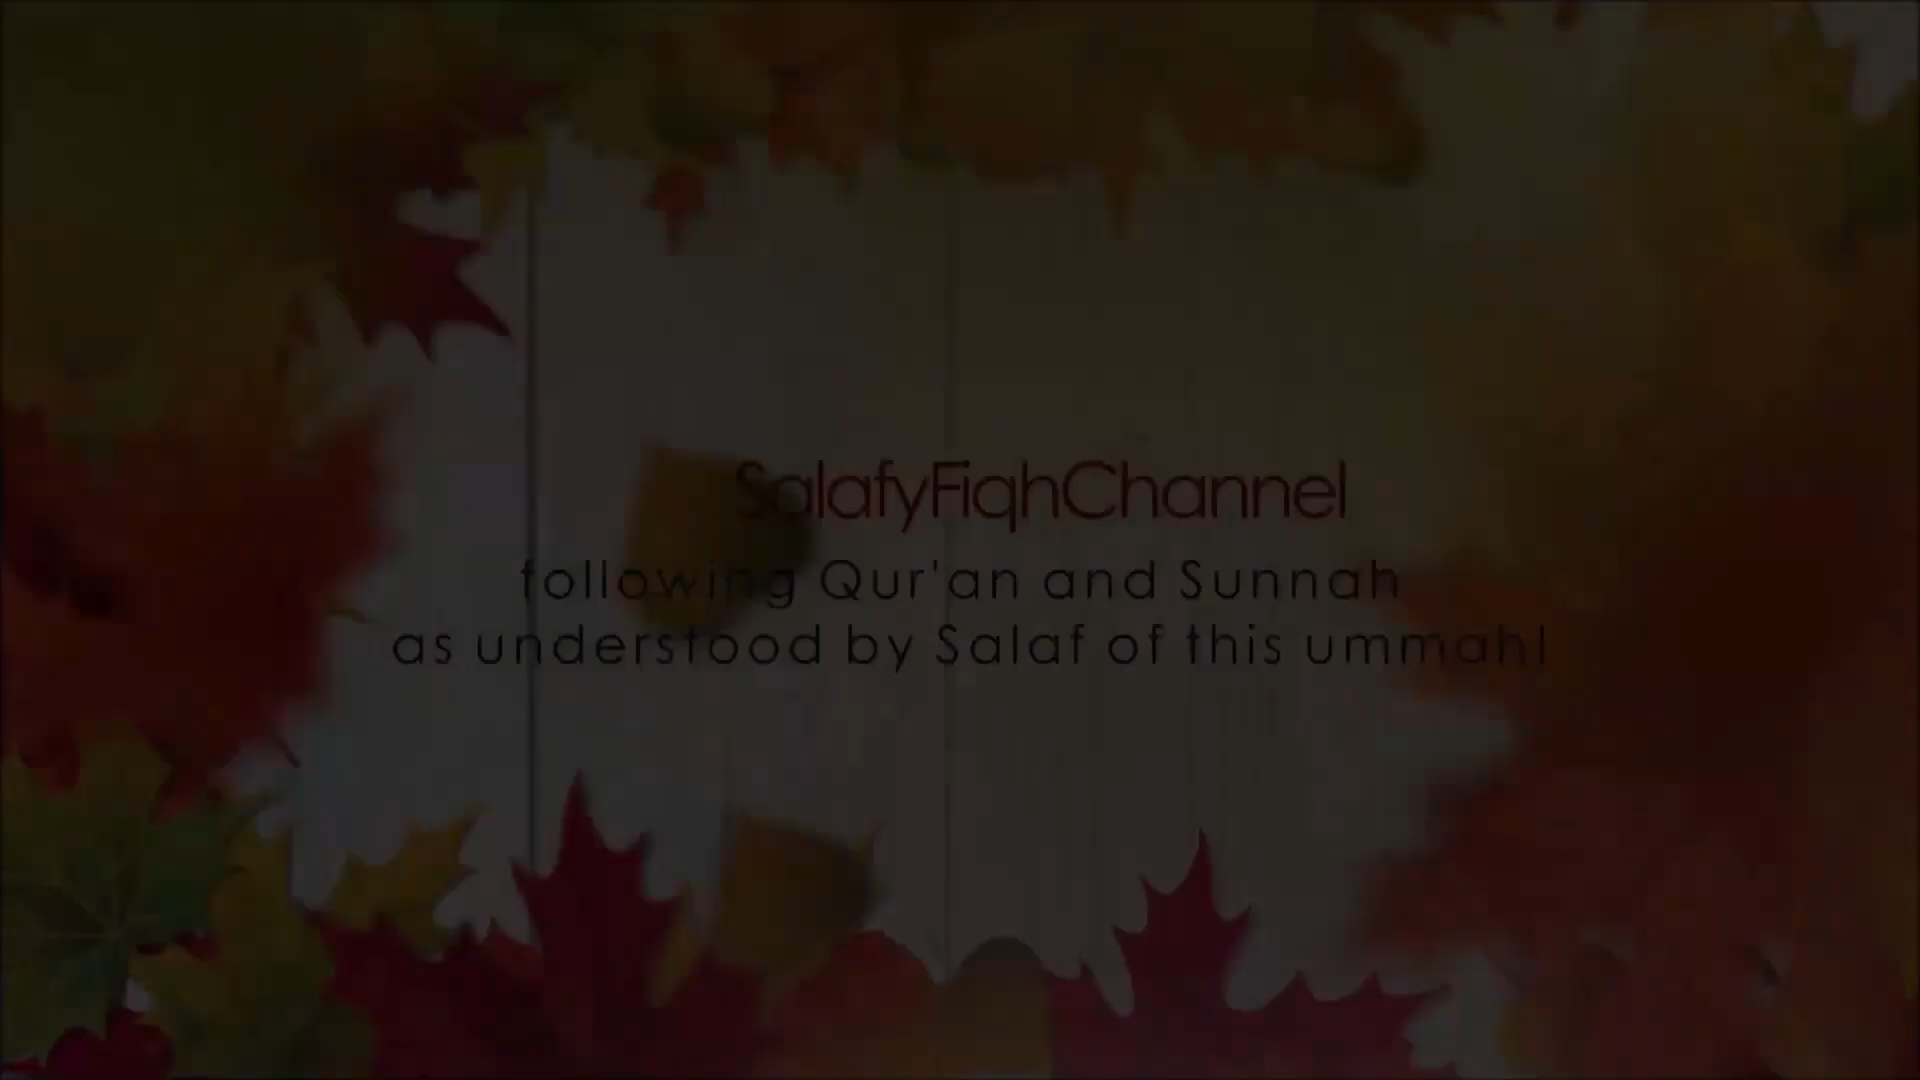 SalafyFiqhChannel
following Qur'an and Sunnah
as understood by Salaf of this ummah!